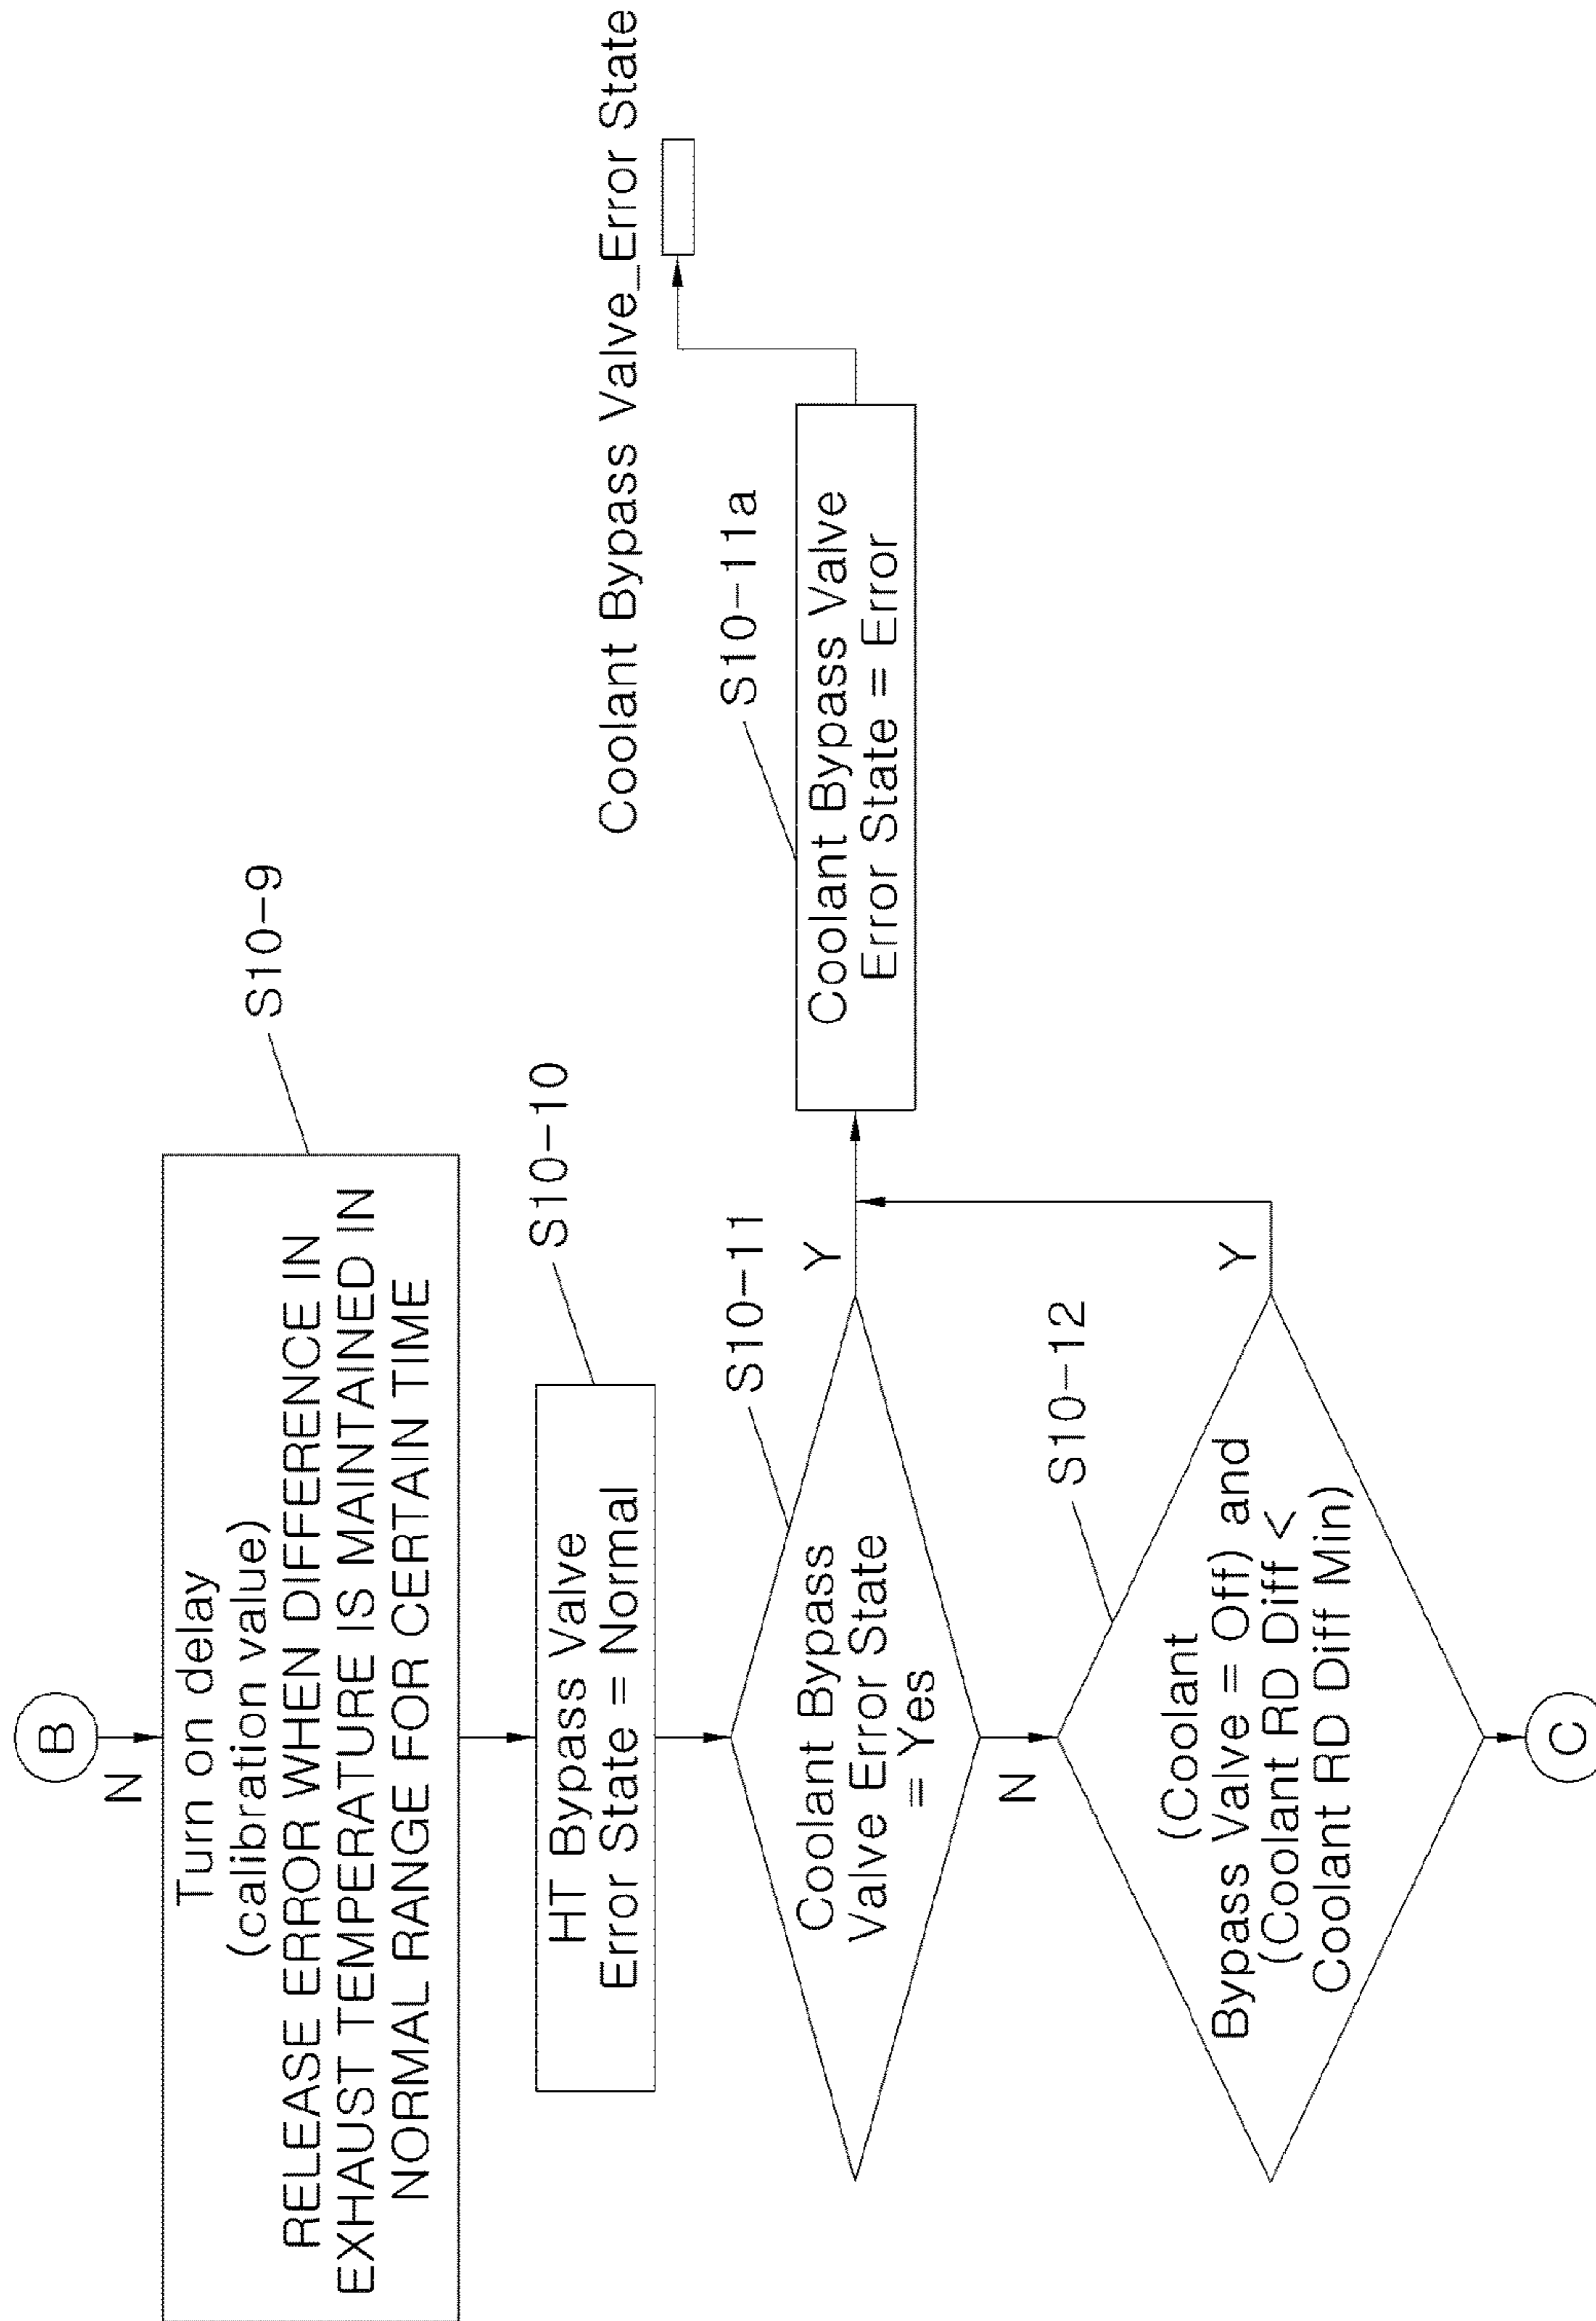 B
N
Turn on delay
(calibration value)
RELEASE ERROR WHEN DIFFERENCE IN
EXHAUST TEMPERATURE IS MAINTAINED IN
NORMAL RANGE FOR CERTAIN TIME
S10-9
HT Bypass Valve
Error State = Normal
S10-10
Coolant Bypass
Valve Error State
= Yes
S10-11
Y
N
Coolant Bypass Valve
Error State = Error
S10-11a
Coolant Bypass Valve_Error State
(Coolant
Bypass Valve = Off) and
(Coolant RD Diff <
Coolant RD Diff Min)
S10-12
Y
C